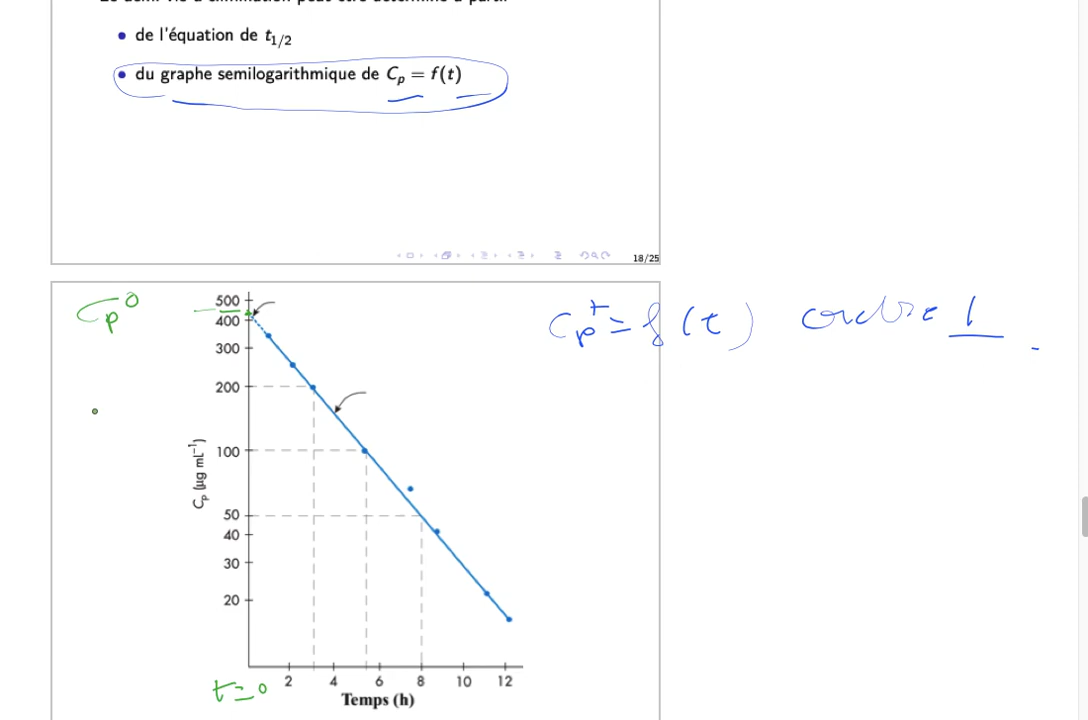 • de l'équation de t1/2
• du graphe semilogarithmique de Cp = f(t)
18/25
Cp0
500
400
300
200
100
50
40
30
20
Cp (µg mL⁻¹)
Cpt = f(t) ordre 1
t=0
2 4 6 8 10 12
Temps (h)